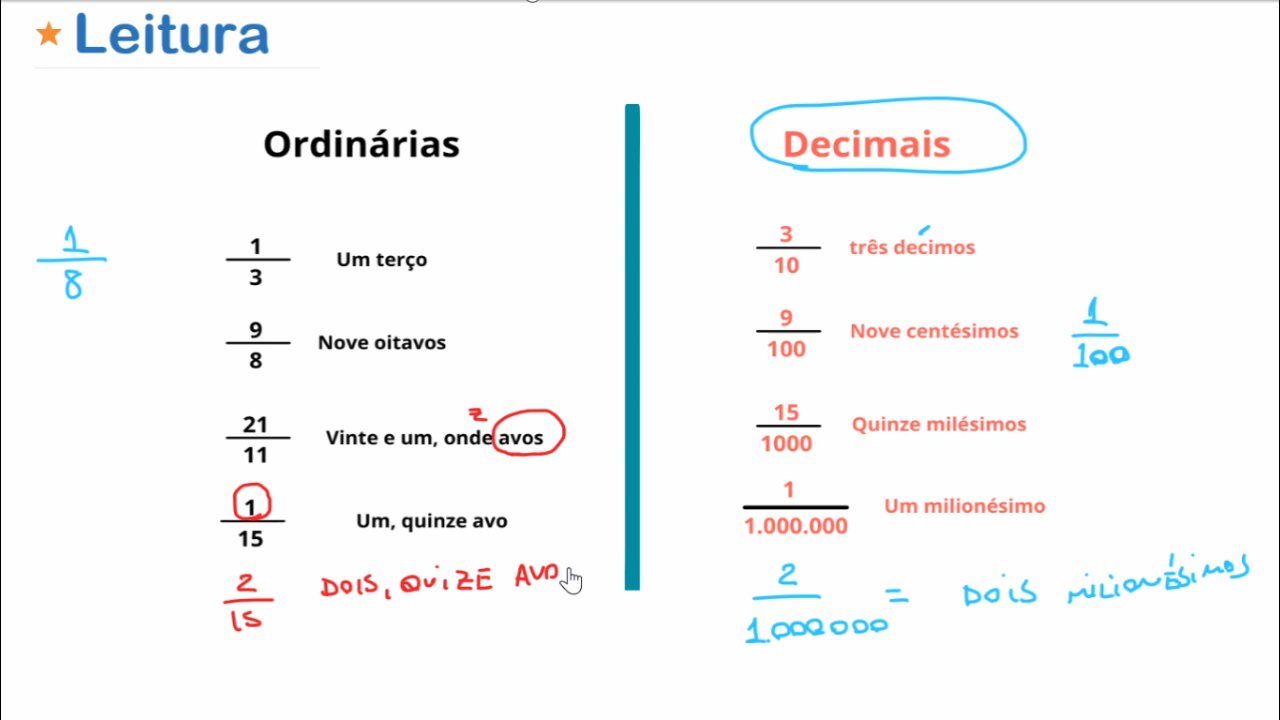 Leitura
Ordinárias
1
8
1
3
Um terço
9
8
Nove oitavos
21
11
z
Vinte e um, onde avos
1
15
Um, quinze avo
2
15
DOIS, QUIZE AVO
Decimais
3
10
três decimos
9
100
Nove centésimos
1
100
15
1000
Quinze milésimos
1
1.000.000
Um milionésimo
2
1.000000
= DOIS MILIONÉSIMOS